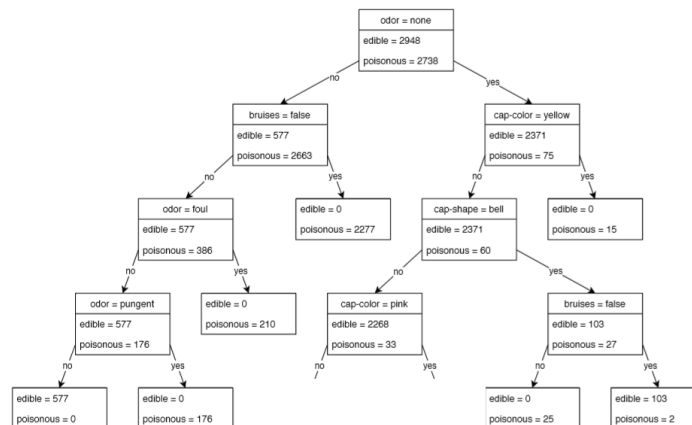 odor = none
edible = 2948
poisonous = 2738
no
yes
bruises = false
edible = 577
poisonous = 2663
cap-color = yellow
edible = 2371
poisonous = 75
no
yes
no
yes
odor = foul
edible = 577
poisonous = 386
edible = 0
poisonous = 2277
cap-shape = bell
edible = 2371
poisonous = 60
edible = 0
poisonous = 15
no
yes
no
yes
odor = pungent
edible = 577
poisonous = 176
edible = 0
poisonous = 210
cap-color = pink
edible = 2268
poisonous = 33
bruises = false
edible = 103
poisonous = 27
no
yes
no
yes
no
yes
edible = 577
poisonous = 0
edible = 0
poisonous = 176
edible = 0
poisonous = 25
edible = 103
poisonous = 2